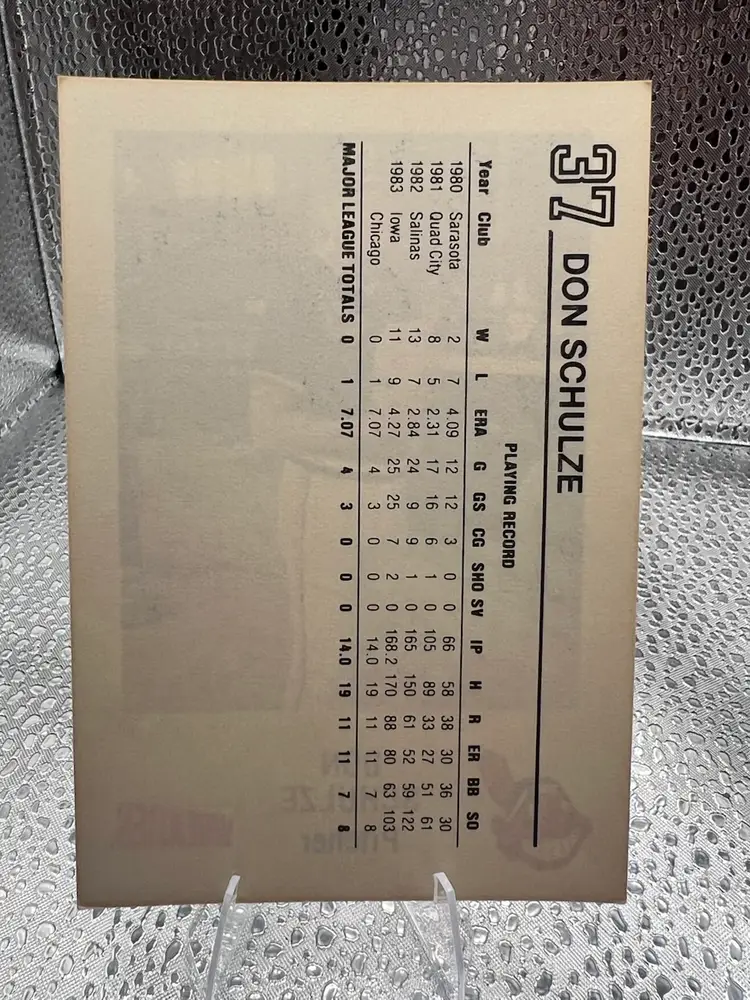 37 DON SCHULZE
PLAYING RECORD
Year Club W L ERA G GS CG SHO SV IP H R ER BB SO
1980 Sarasota 2 7 4.09 12 12 3 0 0 66 58 38 30 36 30
1981 Quad City 8 5 2.31 17 16 6 1 0 105 89 33 27 51 61
1982 Salinas 13 7 2.84 24 9 9 1 0 165 150 61 52 59 122
1983 Iowa 11 9 4.27 25 25 7 2 0 168.2 170 88 80 63 103
Chicago 0 1 7.07 4 3 0 0 0 14.0 19 11 11 7 8
MAJOR LEAGUE TOTALS 0 1 7.07 4 3 0 0 0 14.0 19 11 11 7 8